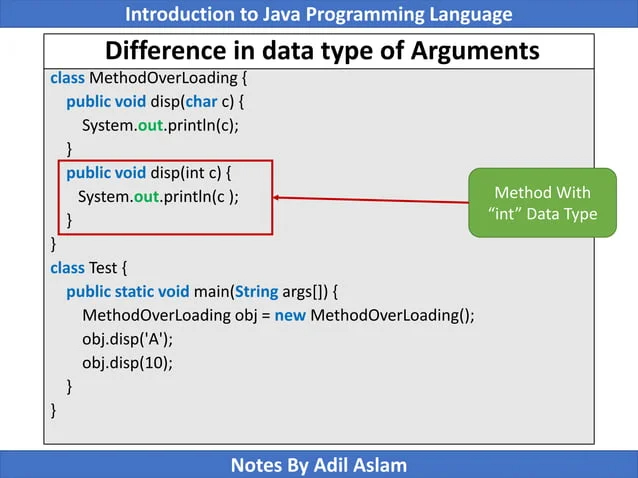 Introduction to Java Programming Language
Difference in data type of Arguments
class MethodOverLoading {
public void disp(char c) {
System.out.println(c);
}
public void disp(int c) {
System.out.println(c );
}
}
class Test {
public static void main(String args[]) {
MethodOverLoading obj = new MethodOverLoading();
obj.disp('A');
obj.disp(10);
}
}
Method With
“int” Data Type
Notes By Adil Aslam